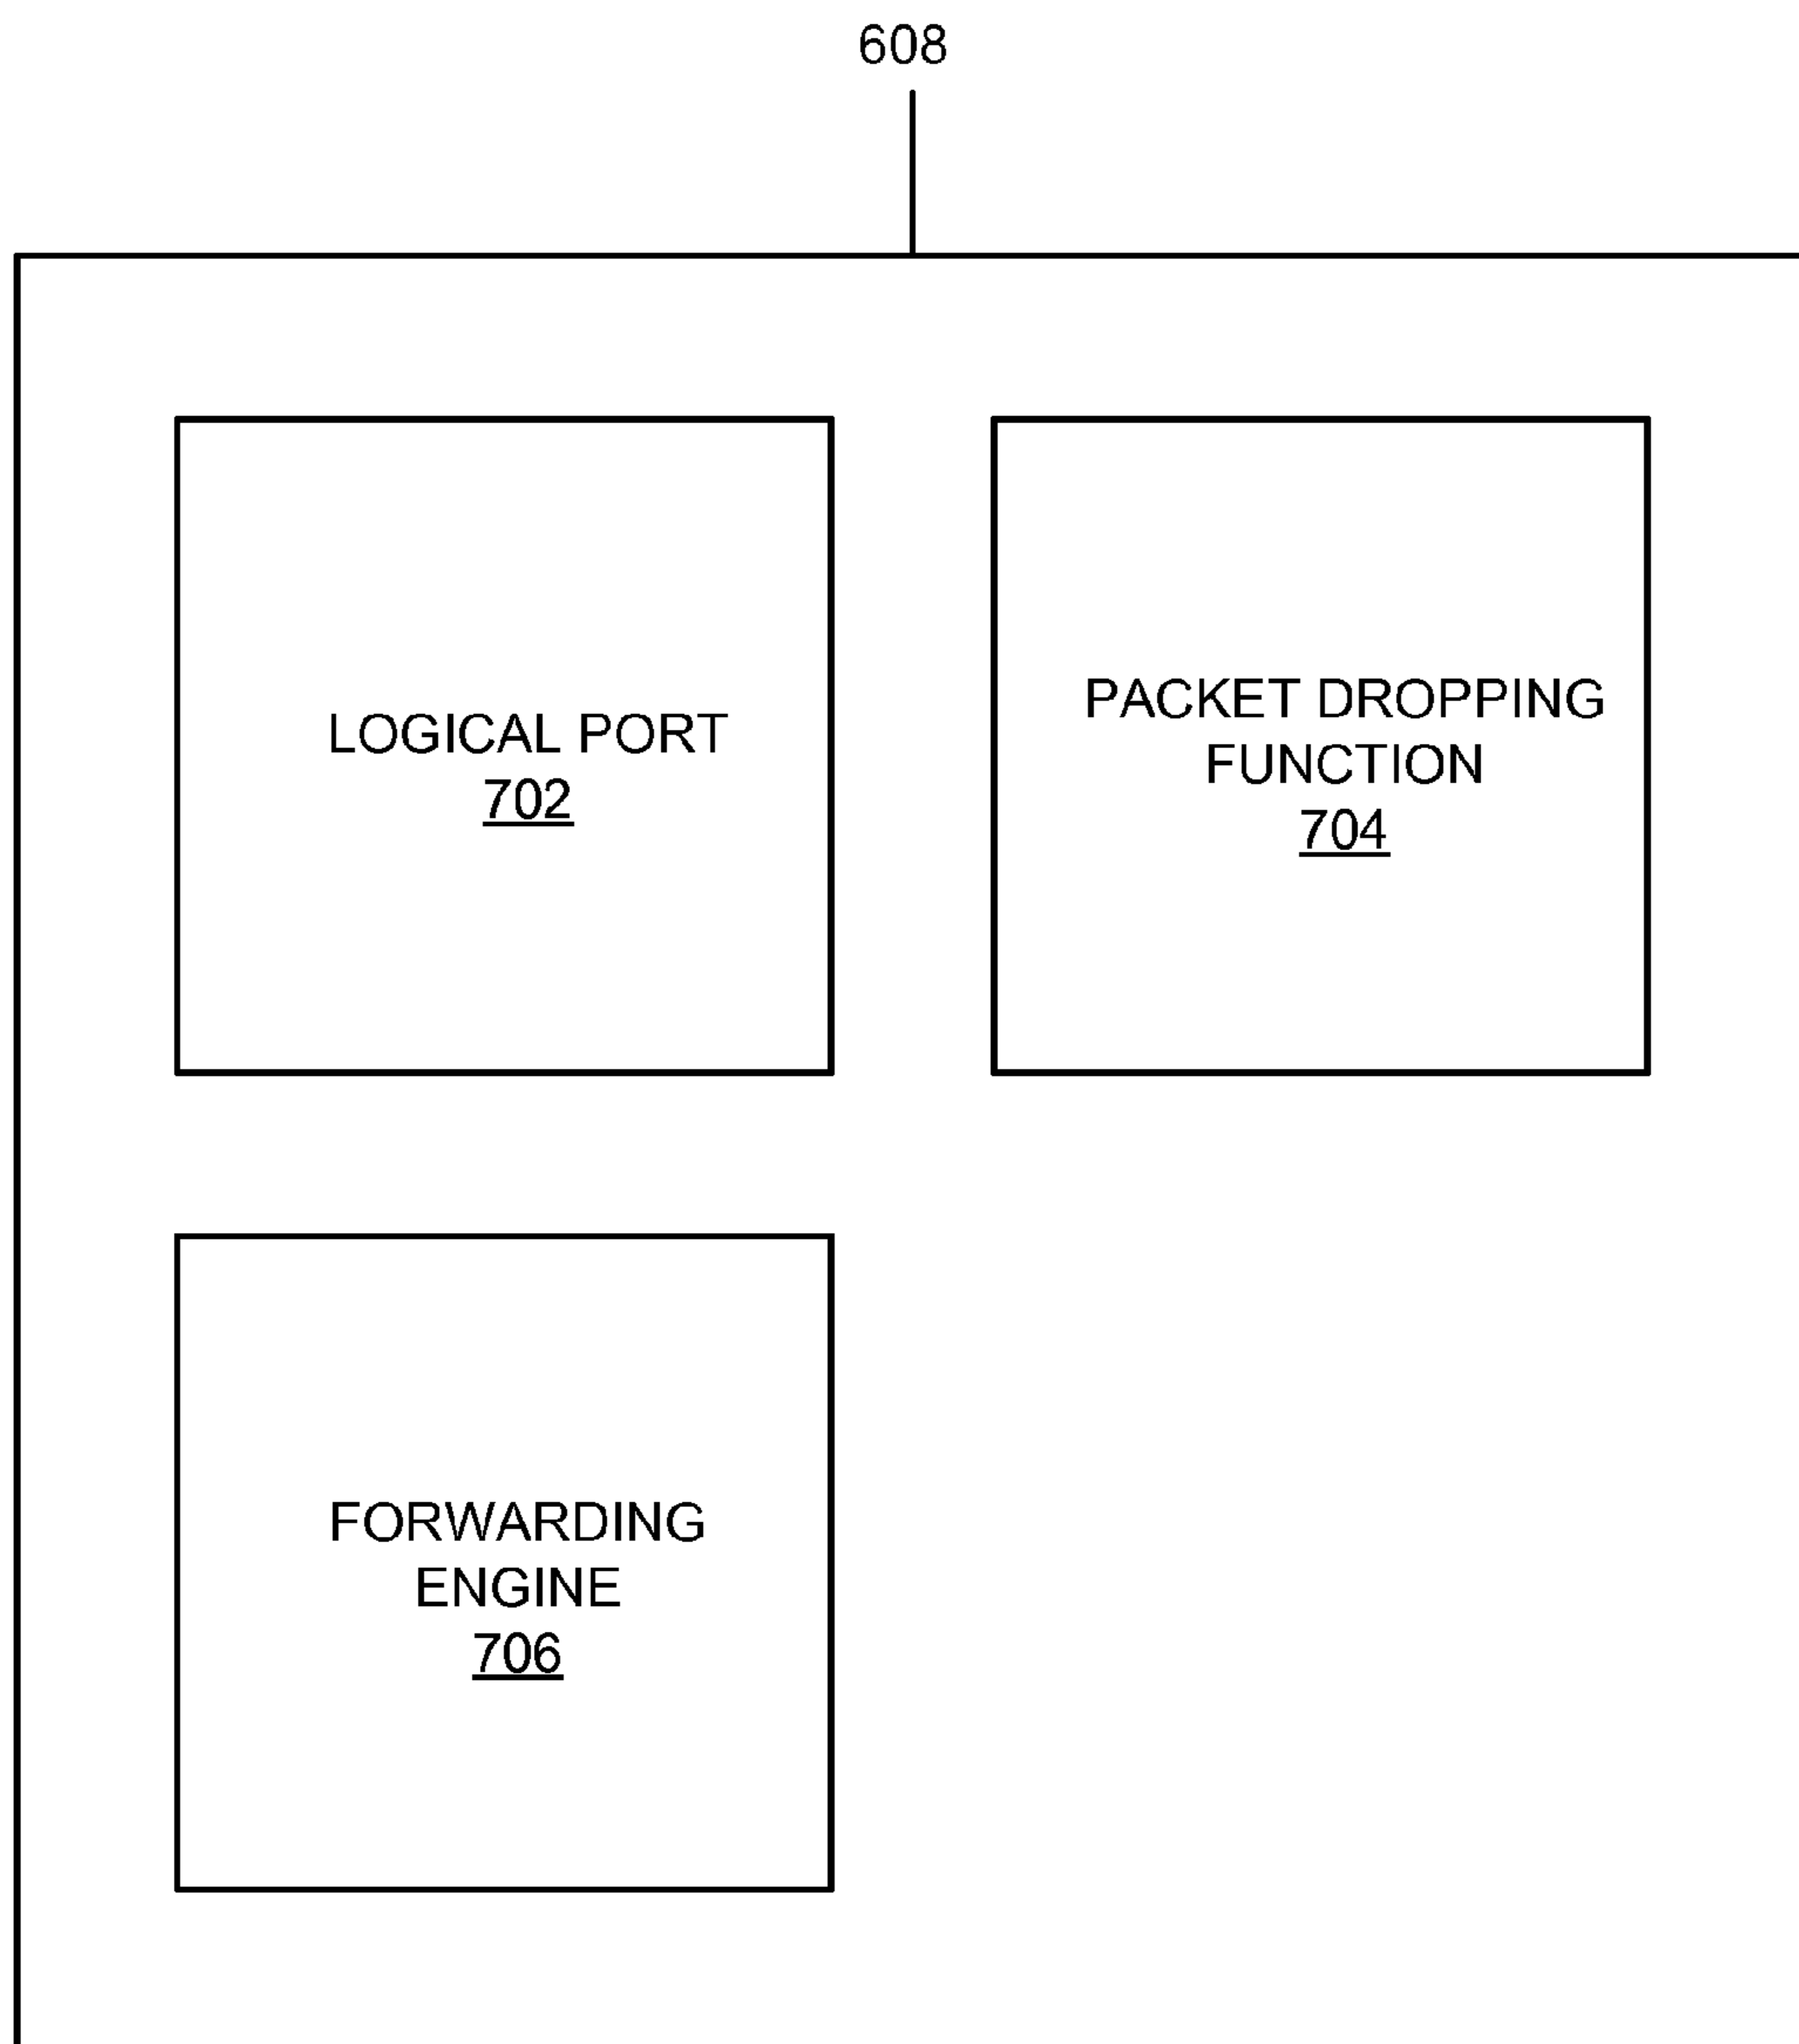 608
LOGICAL PORT
702
PACKET DROPPING
FUNCTION
704
FORWARDING
ENGINE
706